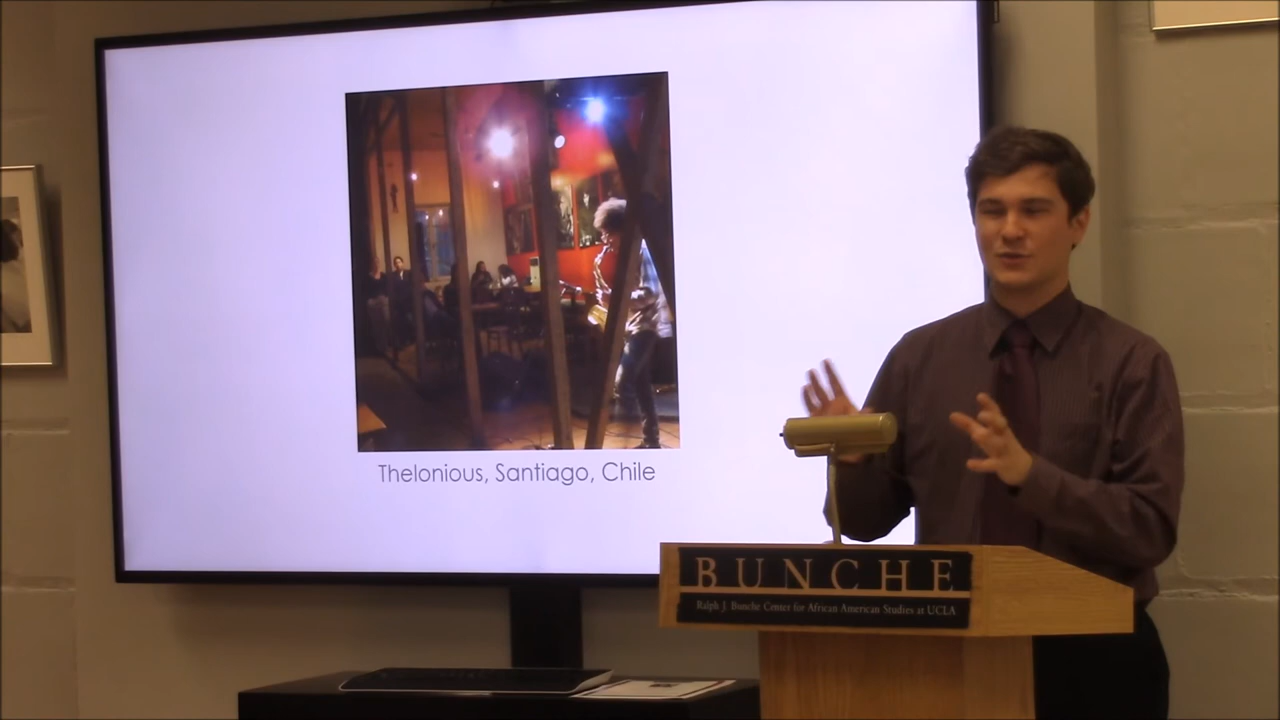 Thelonious, Santiago, Chile
BUNCHE
Ralph J. Bunche Center for African American Studies at UCLA